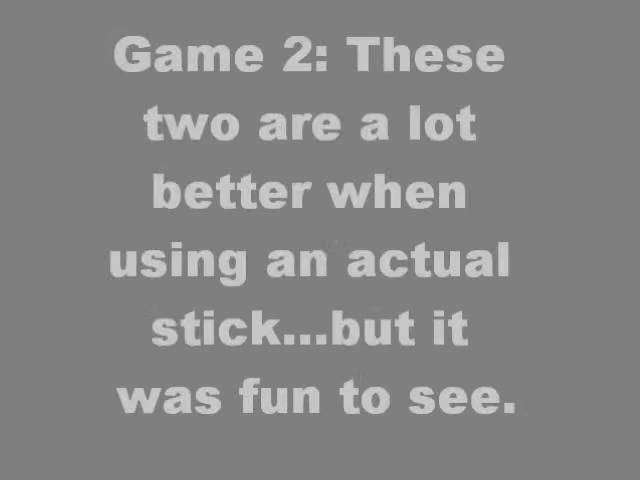 Game 2: These
two are a lot
better when
using an actual
stick...but it
was fun to see.